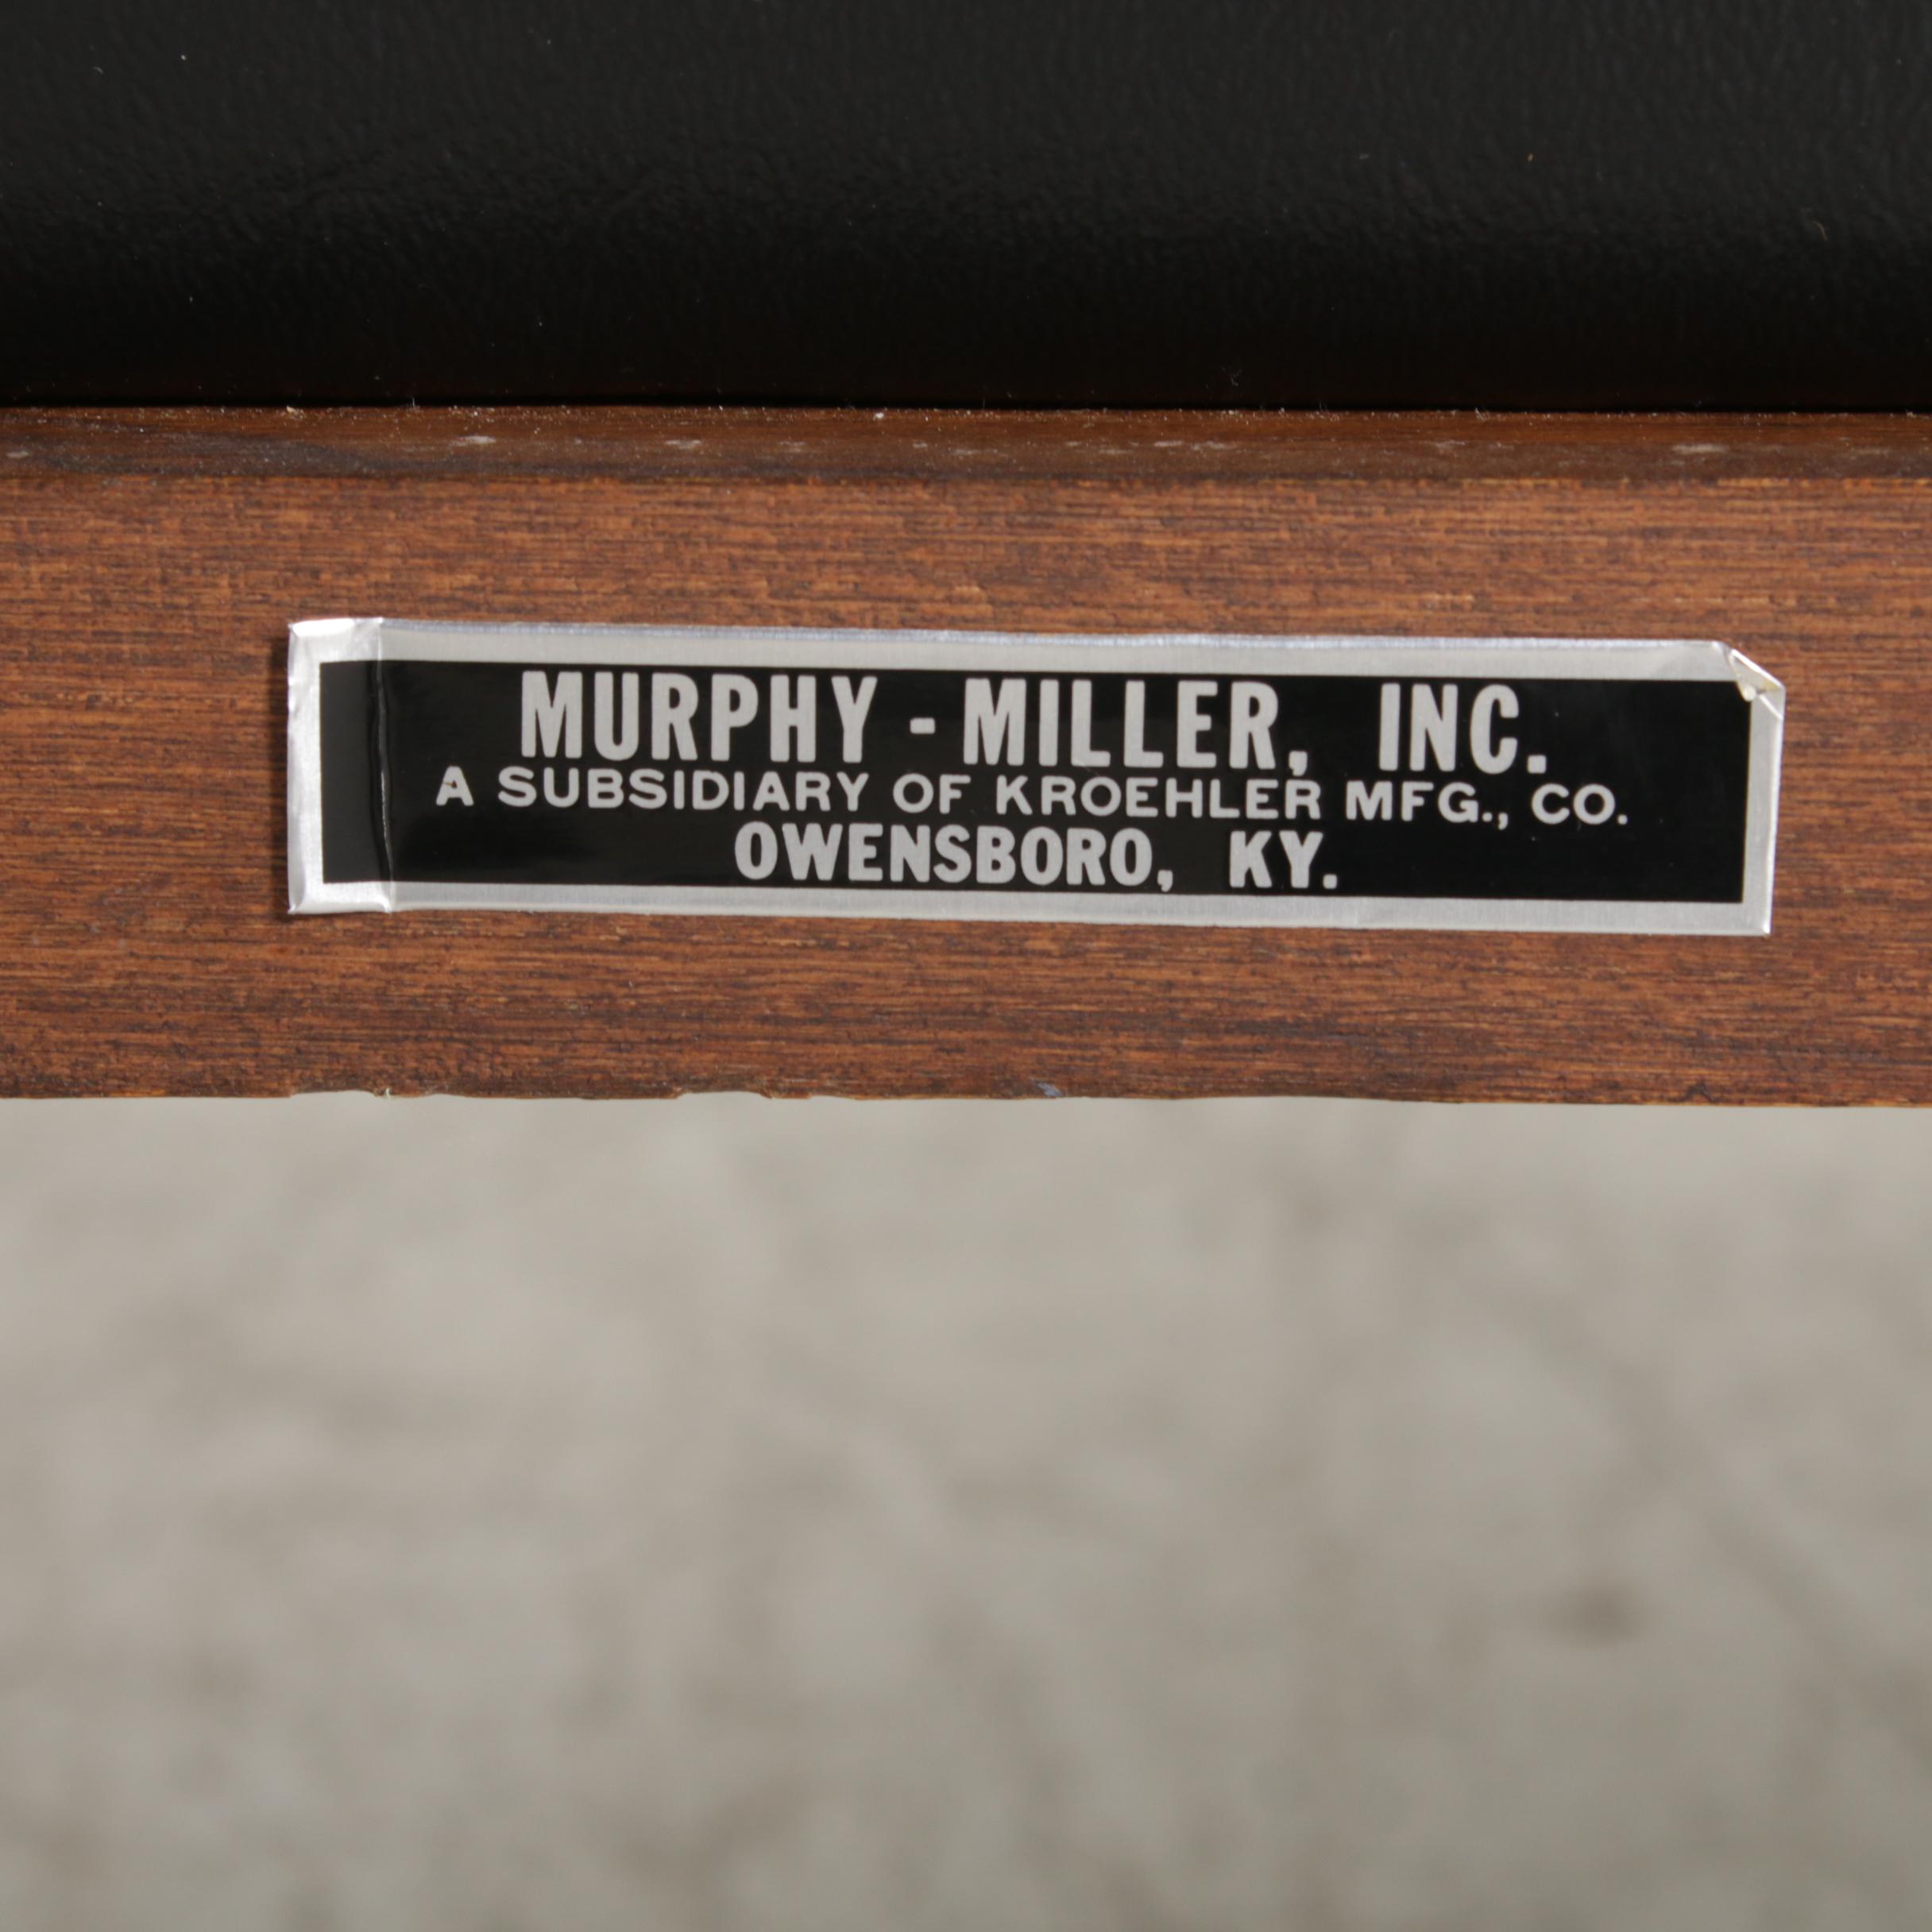 MURPHY - MILLER, INC.
A SUBSIDIARY OF KROEHLER MFG., CO.
OWENSBORO, KY.